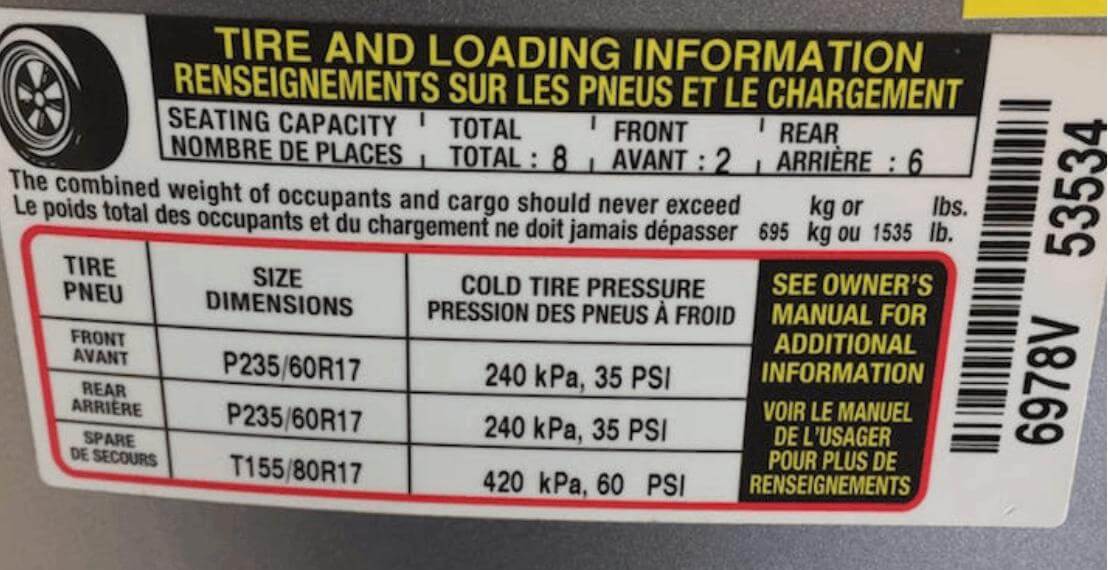 TIRE AND LOADING INFORMATION
RENSEIGNEMENTS SUR LES PNEUS ET LE CHARGEMENT
SEATING CAPACITY TOTAL FRONT REAR
NOMBRE DE PLACES TOTAL : 8 AVANT : 2 ARRIÈRE : 6
The combined weight of occupants and cargo should never exceed kg or lbs.
Le poids total des occupants et du chargement ne doit jamais dépasser 695 kg ou 1535 lb.
TIRE
PNEU
SIZE
DIMENSIONS
COLD TIRE PRESSURE
PRESSION DES PNEUS À FROID
FRONT
AVANT
P235/60R17
240 kPa, 35 PSI
REAR
ARRIÈRE
P235/60R17
240 kPa, 35 PSI
SPARE
DE SECOURS
T155/80R17
420 kPa, 60 PSI
SEE OWNER'S
MANUAL FOR
ADDITIONAL
INFORMATION
VOIR LE MANUEL
DE L'USAGER
POUR PLUS DE
RENSEIGNEMENTS
6978V 53534